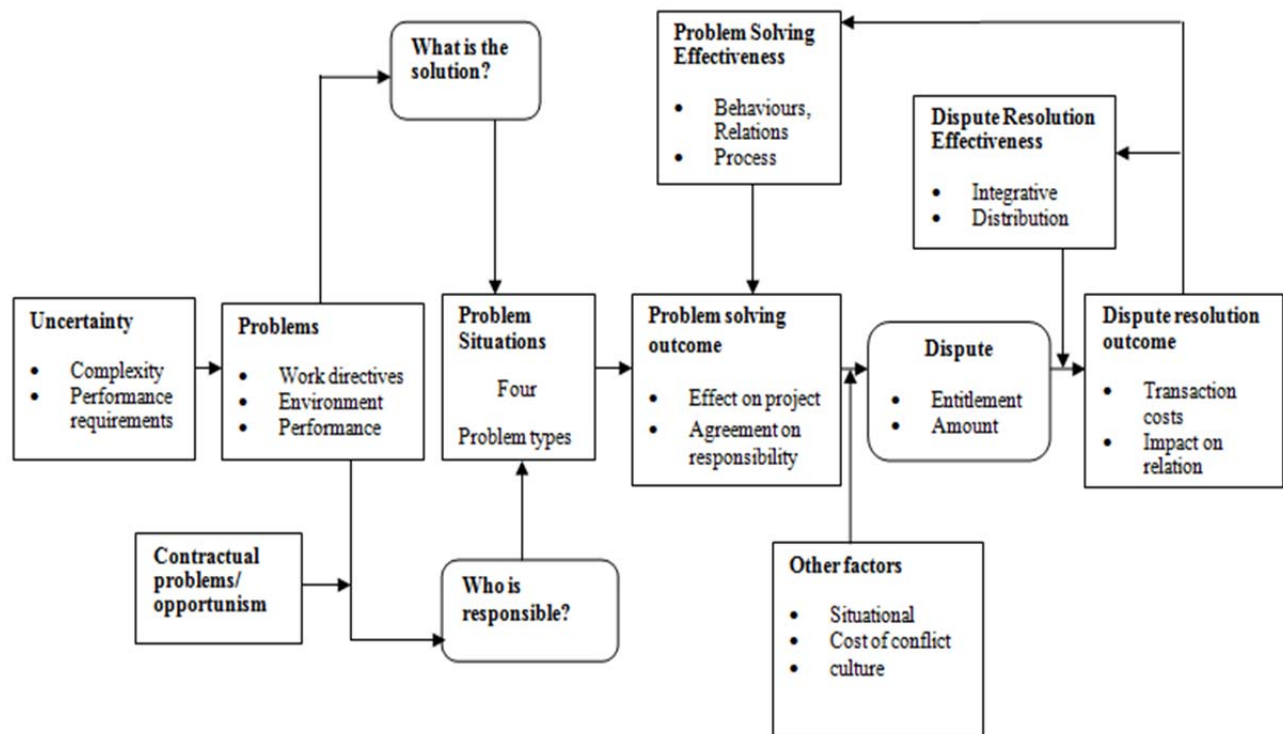 What is the
solution?
Problem Solving
Effectiveness
• Behaviours,
Relations
• Process
Dispute Resolution
Effectiveness
• Integrative
• Distribution
Uncertainty
• Complexity
• Performance
requirements
Problems
• Work directives
• Environment
• Performance
Problem
Situations
Four
Problem types
Problem solving
outcome
• Effect on project
• Agreement on
responsibility
Dispute
• Entitlement
• Amount
Dispute resolution
outcome
• Transaction
costs
• Impact on
relation
Contractual
problems/
opportunism
Who is
responsible?
Other factors
• Situational
• Cost of conflict
• culture